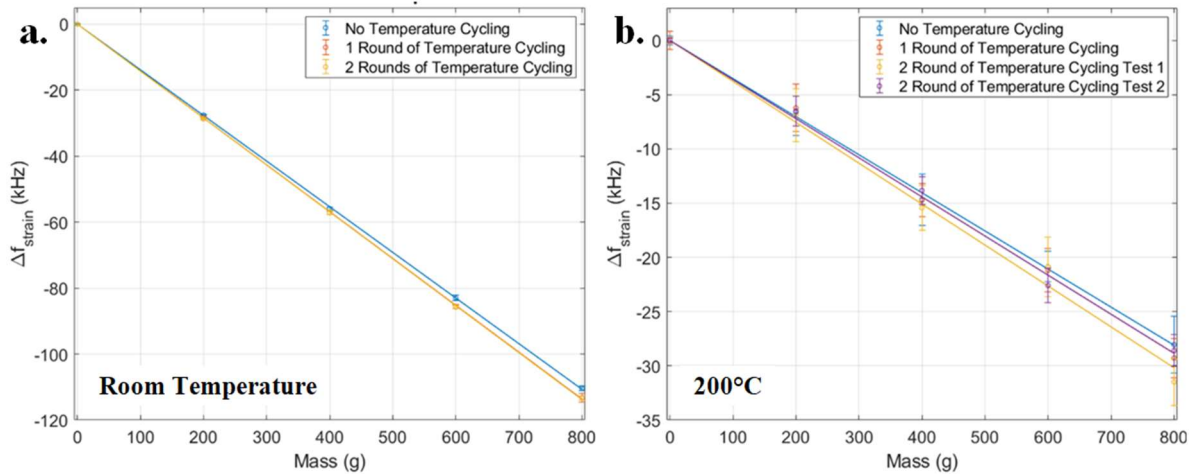 a.
No Temperature Cycling
1 Round of Temperature Cycling
2 Rounds of Temperature Cycling
0
-20
-40
-60
-80
-100
-120
Δf_strain (kHz)
Room Temperature
0 100 200 300 400 500 600 700 800
Mass (g)
b.
No Temperature Cycling
1 Round of Temperature Cycling
2 Round of Temperature Cycling Test 1
2 Round of Temperature Cycling Test 2
0
-5
-10
-15
-20
-25
-30
-35
Δf_strain (kHz)
200°C
0 100 200 300 400 500 600 700 800
Mass (g)